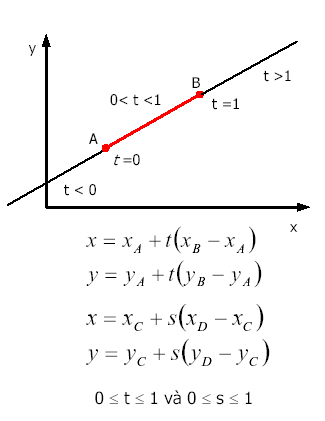 y
B
t >1
0< t <1
t =1
A
t =0
t < 0
x
x = x_A + t(x_B − x_A)
y = y_A + t(y_B − y_A)
x = x_C + s(x_D − x_C)
y = y_C + s(y_D − y_C)
0 ≤ t ≤ 1 và 0 ≤ s ≤ 1